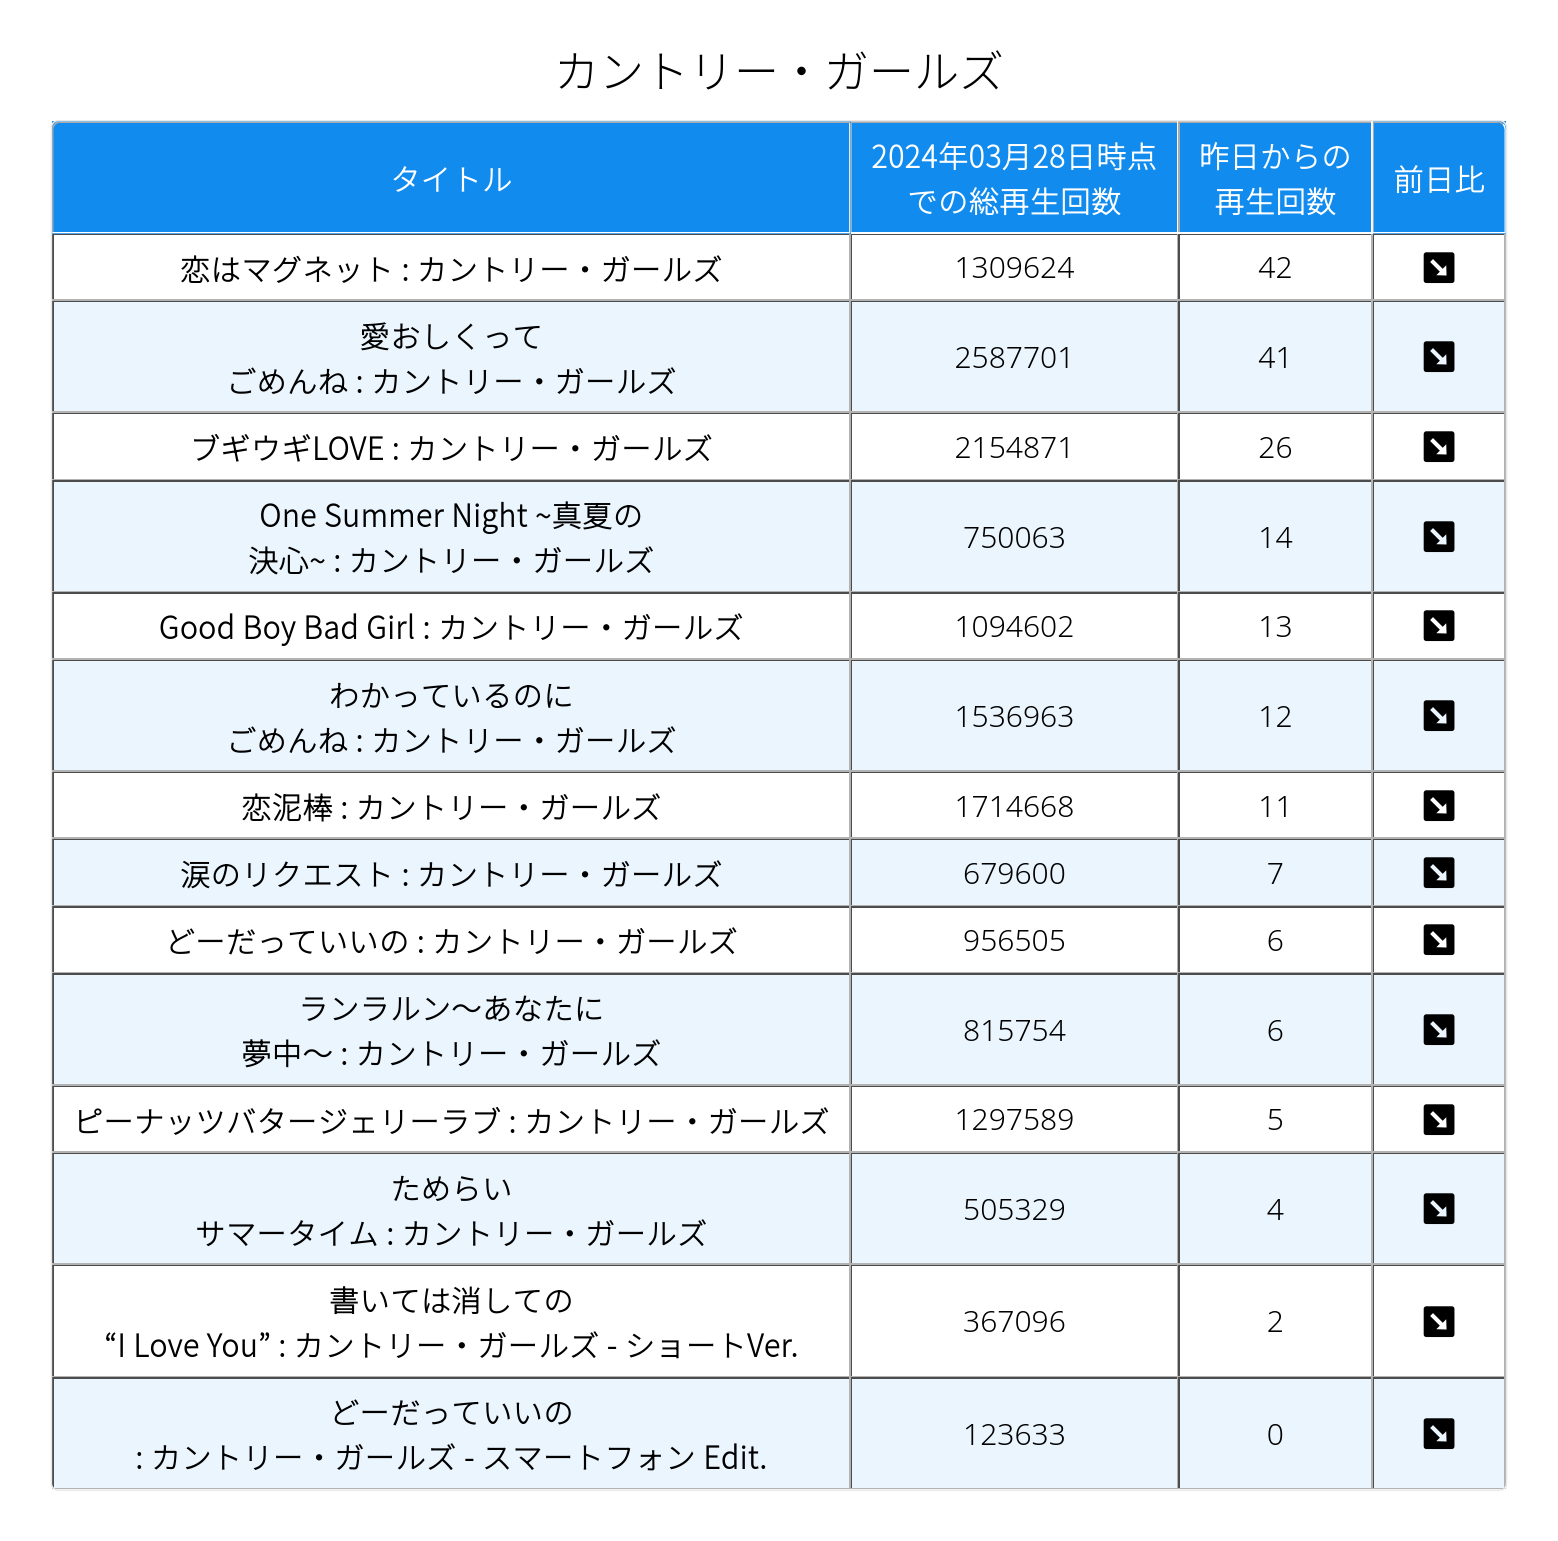 カントリー・ガールズ
タイトル
2024年03月28日時点
での総再生回数
昨日からの
再生回数
前日比
恋はマグネット : カントリー・ガールズ
1309624
42
愛おしくって
ごめんね : カントリー・ガールズ
2587701
41
ブギウギLOVE : カントリー・ガールズ
2154871
26
One Summer Night ~真夏の
決心~ : カントリー・ガールズ
750063
14
Good Boy Bad Girl : カントリー・ガールズ
1094602
13
わかっているのに
ごめんね : カントリー・ガールズ
1536963
12
恋泥棒 : カントリー・ガールズ
1714668
11
涙のリクエスト : カントリー・ガールズ
679600
7
どーだっていいの : カントリー・ガールズ
956505
6
ランラルン～あなたに
夢中～ : カントリー・ガールズ
815754
6
ピーナッツバタージェリーラブ : カントリー・ガールズ
1297589
5
ためらい
サマータイム : カントリー・ガールズ
505329
4
書いては消しての
“I Love You” : カントリー・ガールズ - ショートVer.
367096
2
どーだっていいの
: カントリー・ガールズ - スマートフォン Edit.
123633
0